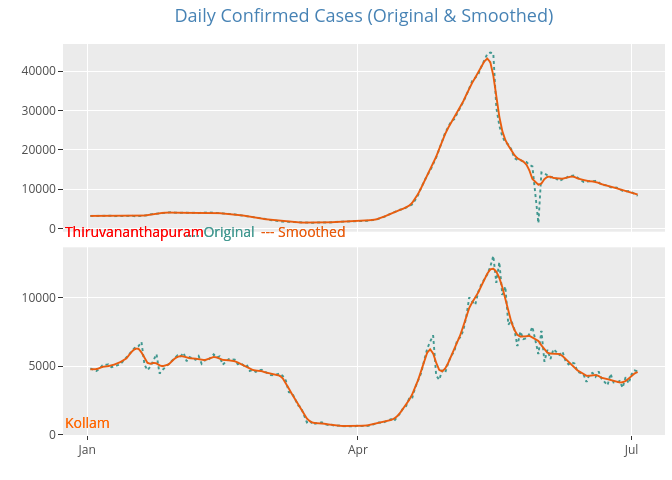 Daily Confirmed Cases (Original & Smoothed)
40000
30000
20000
10000
0
Thiruvananthapuram ... Original --- Smoothed
10000
5000
0
Kollam
Jan Apr Jul